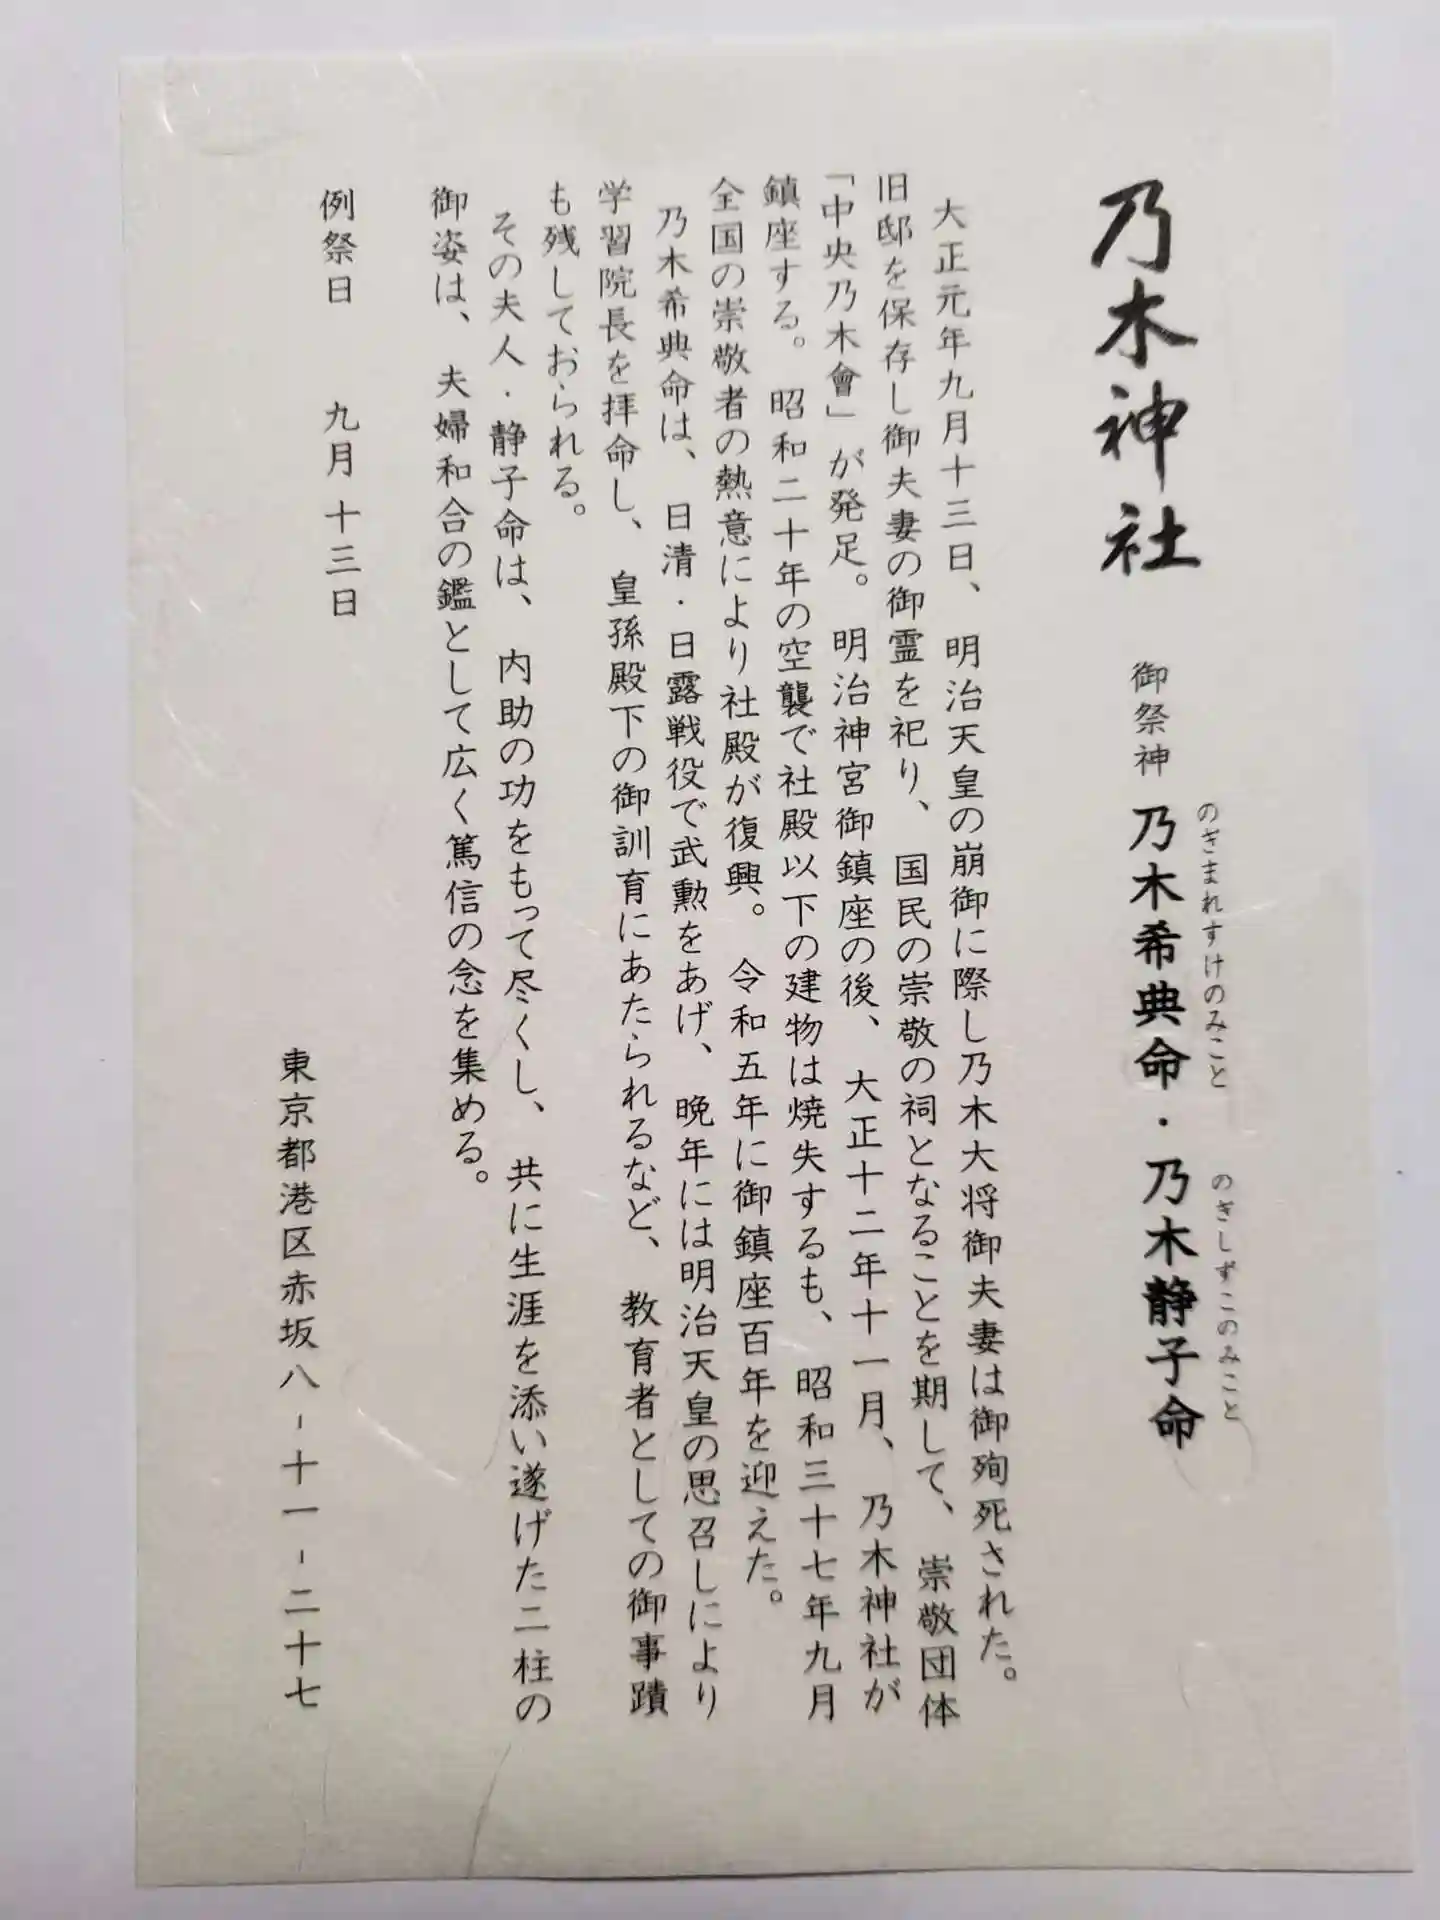 乃木神社
御祭神 乃木希典命・乃木静子命
のぎまれすけのみこと のぎしずこのみこと
大正元年九月十三日、明治天皇の崩御に際し乃木大将御夫妻は御殉死された。
旧邸を保存し御夫妻の御霊を祀り、国民の崇敬の祠となることを期して、崇敬団体
「中央乃木會」が発足。明治神宮御鎮座の後、大正十二年十一月、乃木神社が
鎮座する。昭和二十年の空襲で社殿以下の建物は焼失するも、昭和三十七年九月
全国の崇敬者の熱意により社殿が復興。令和五年に御鎮座百年を迎えた。
乃木希典命は、日清・日露戦役で武勲をあげ、晩年には明治天皇の思召しにより
学習院長を拝命し、皇孫殿下の御訓育にあたられるなど、教育者としての御事蹟
も残しておられる。
その夫人・静子命は、内助の功をもって尽くし、共に生涯を添い遂げた二柱の
御姿は、夫婦和合の鑑として広く篤信の念を集める。
例祭日 九月十三日
東京都港区赤坂八-十一-二十七